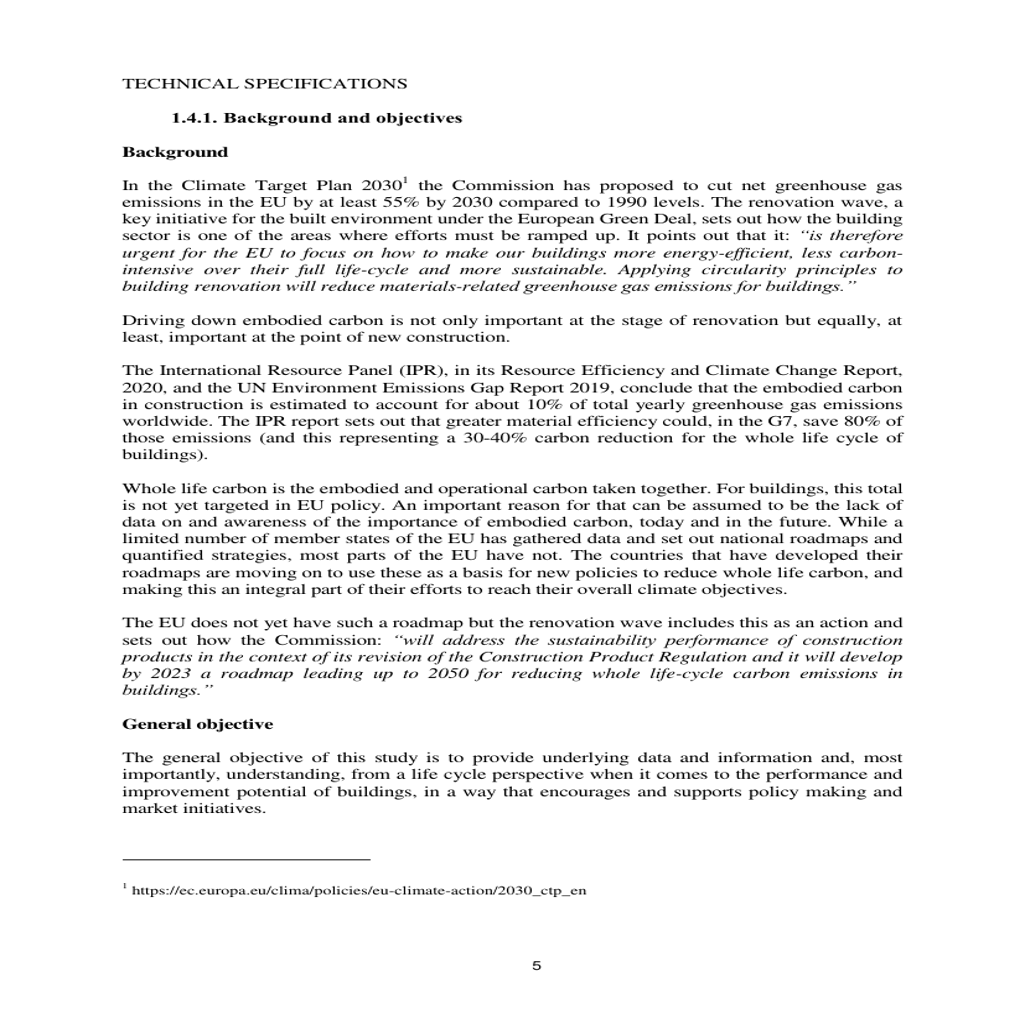 TECHNICAL SPECIFICATIONS
1.4.1. Background and objectives
Background
In the Climate Target Plan 2030¹ the Commission has proposed to cut net greenhouse gas
emissions in the EU by at least 55% by 2030 compared to 1990 levels. The renovation wave, a
key initiative for the built environment under the European Green Deal, sets out how the building
sector is one of the areas where efforts must be ramped up. It points out that it: “is therefore
urgent for the EU to focus on how to make our buildings more energy-efficient, less carbon-
intensive over their full life-cycle and more sustainable. Applying circularity principles to
building renovation will reduce materials-related greenhouse gas emissions for buildings.”
Driving down embodied carbon is not only important at the stage of renovation but equally, at
least, important at the point of new construction.
The International Resource Panel (IPR), in its Resource Efficiency and Climate Change Report,
2020, and the UN Environment Emissions Gap Report 2019, conclude that the embodied carbon
in construction is estimated to account for about 10% of total yearly greenhouse gas emissions
worldwide. The IPR report sets out that greater material efficiency could, in the G7, save 80% of
those emissions (and this representing a 30-40% carbon reduction for the whole life cycle of
buildings).
Whole life carbon is the embodied and operational carbon taken together. For buildings, this total
is not yet targeted in EU policy. An important reason for that can be assumed to be the lack of
data on and awareness of the importance of embodied carbon, today and in the future. While a
limited number of member states of the EU has gathered data and set out national roadmaps and
quantified strategies, most parts of the EU have not. The countries that have developed their
roadmaps are moving on to use these as a basis for new policies to reduce whole life carbon, and
making this an integral part of their efforts to reach their overall climate objectives.
The EU does not yet have such a roadmap but the renovation wave includes this as an action and
sets out how the Commission: “will address the sustainability performance of construction
products in the context of its revision of the Construction Product Regulation and it will develop
by 2023 a roadmap leading up to 2050 for reducing whole life-cycle carbon emissions in
buildings.”
General objective
The general objective of this study is to provide underlying data and information and, most
importantly, understanding, from a life cycle perspective when it comes to the performance and
improvement potential of buildings, in a way that encourages and supports policy making and
market initiatives.
¹ https://ec.europa.eu/clima/policies/eu-climate-action/2030_ctp_en
5